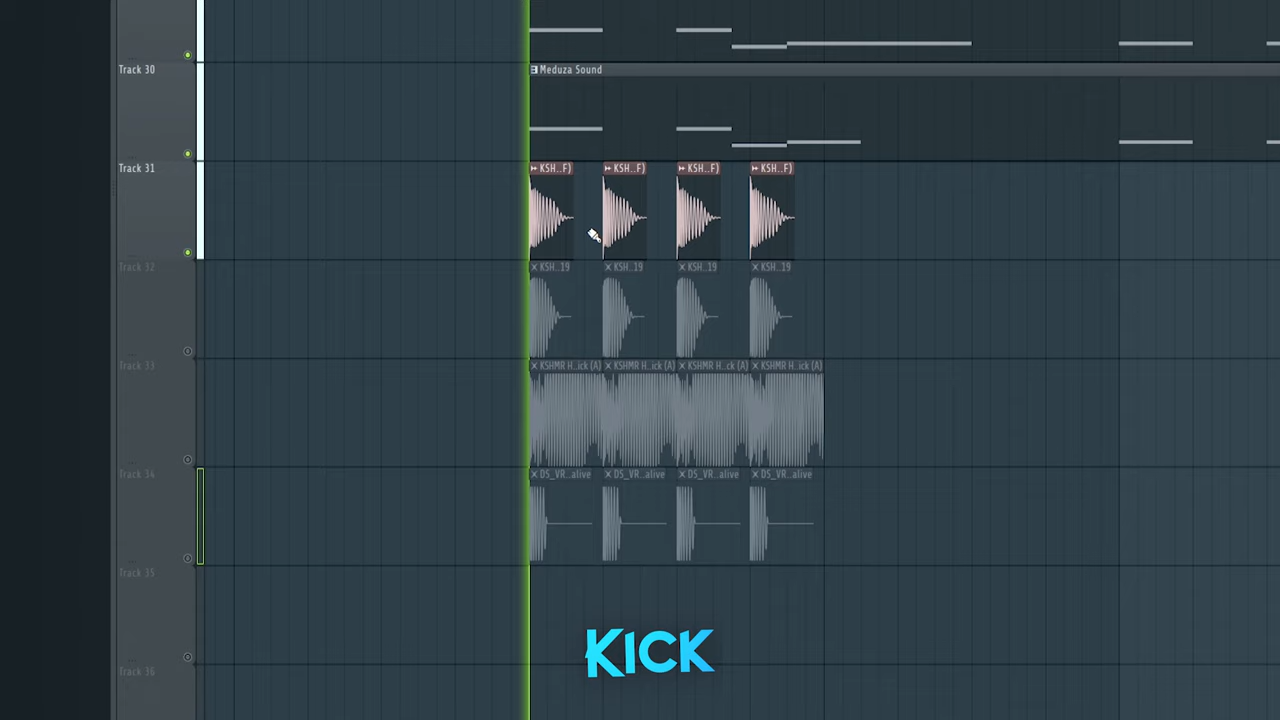 Track 30
Meduza Sound
Track 31
KSH..F) KSH..F) KSH..F) KSH..F)
Track 32
KSH..19 KSH..19 KSH..19 KSH..19
Track 33
KSHMR H..ick (A) KSHMR H..ick (A) KSHMR H..ck (A) KSHMR H..ick (A)
Track 34
DS_VR..alive DS_VR..alive DS_VR..alive DS_VR..alive
Track 35
KICK
Track 36